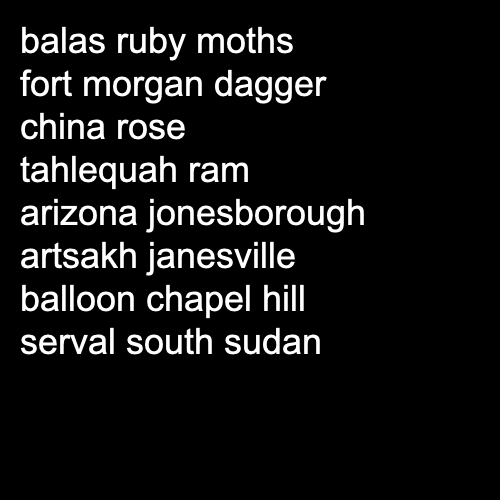 balas ruby moths
fort morgan dagger
china rose
tahlequah ram
arizona jonesborough
artsakh janesville
balloon chapel hill
serval south sudan